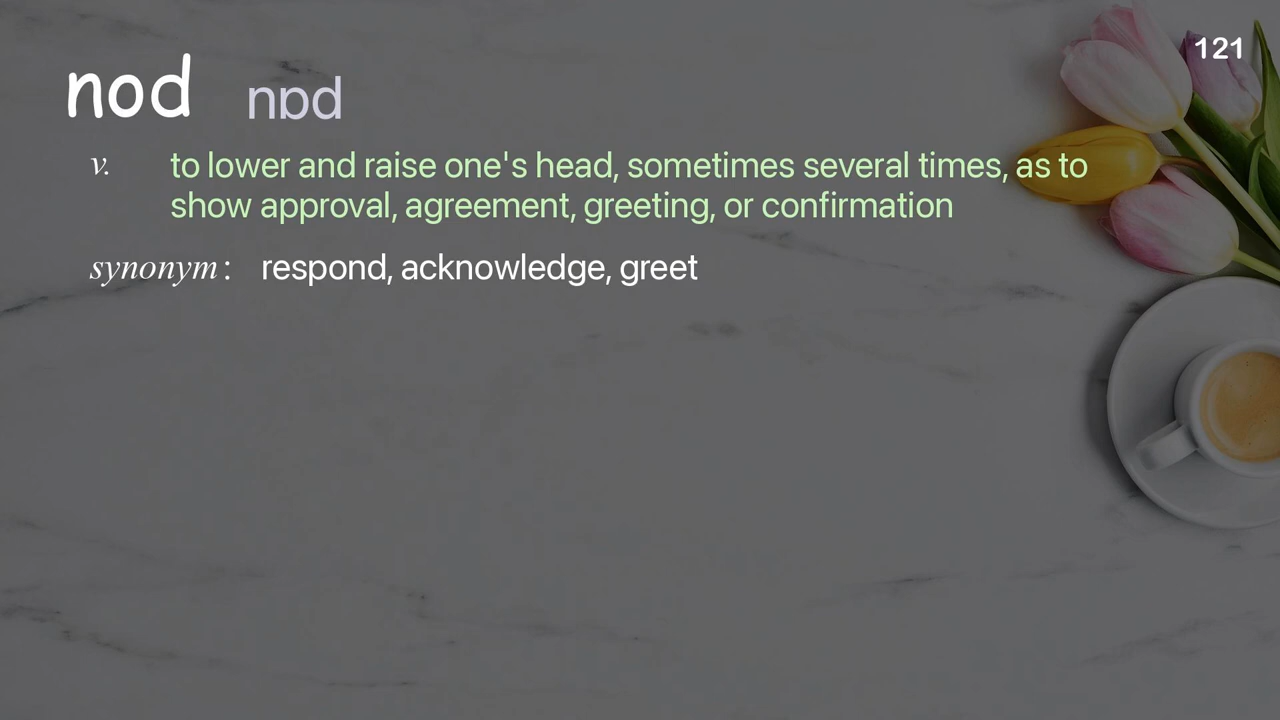 121
nod nɒd
v. to lower and raise one's head, sometimes several times, as to
show approval, agreement, greeting, or confirmation
synonym : respond, acknowledge, greet